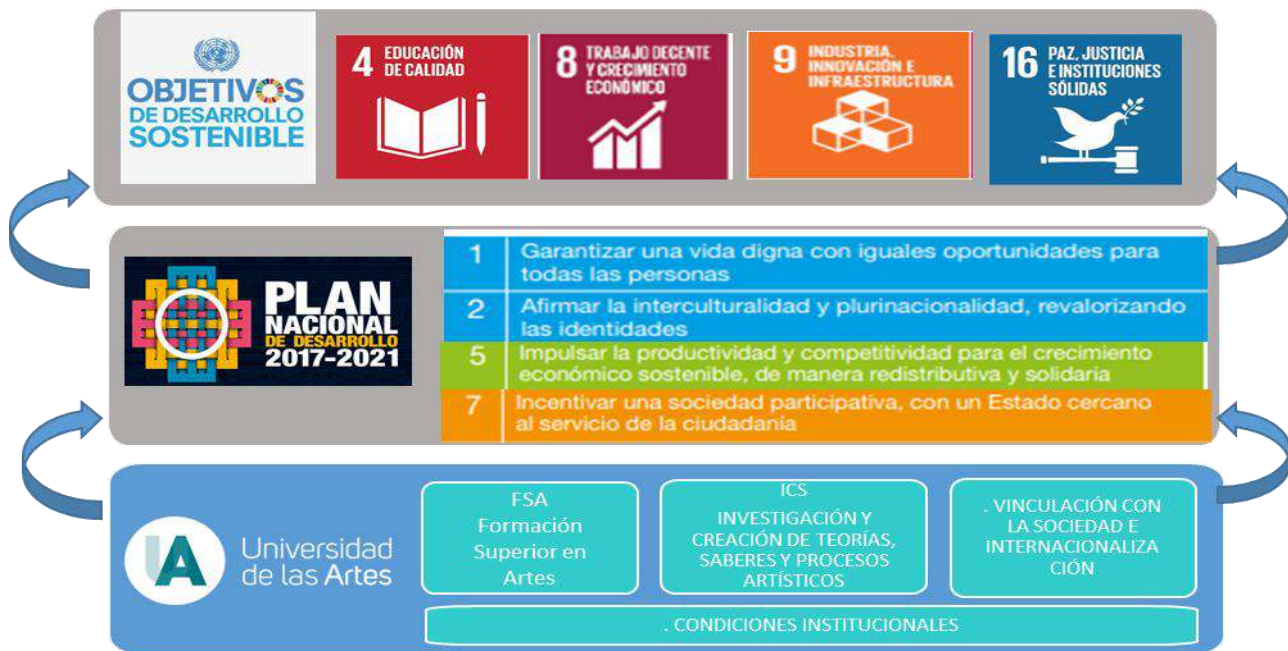 OBJETIVOS
DE DESARROLLO
SOSTENIBLE
4 EDUCACIÓN
DE CALIDAD
8 TRABAJO DECENTE
Y CRECIMIENTO
ECONÓMICO
9 INDUSTRIA,
INNOVACIÓN E
INFRAESTRUCTURA
16 PAZ, JUSTICIA
E INSTITUCIONES
SÓLIDAS
PLAN
NACIONAL
DE DESARROLLO
2017-2021
1 Garantizar una vida digna con iguales oportunidades para
todas las personas
2 Afirmar la interculturalidad y plurinacionalidad, revalorizando
las identidades
5 Impulsar la productividad y competitividad para el crecimiento
económico sostenible, de manera redistributiva y solidaria
7 Incentivar una sociedad participativa, con un Estado cercano
al servicio de la ciudadanía
UA
Universidad
de las Artes
FSA
Formación
Superior en
Artes
ICS
INVESTIGACIÓN Y
CREACIÓN DE TEORÍAS,
SABERES Y PROCESOS
ARTÍSTICOS
. VINCULACIÓN CON
LA SOCIEDAD E
INTERNACIONALIZA
CIÓN
. CONDICIONES INSTITUCIONALES